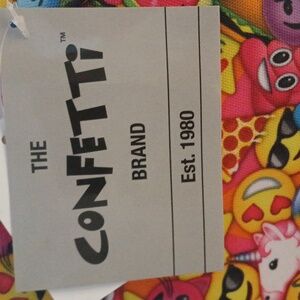 THE
CONFETTI™
BRAND
Est. 1980